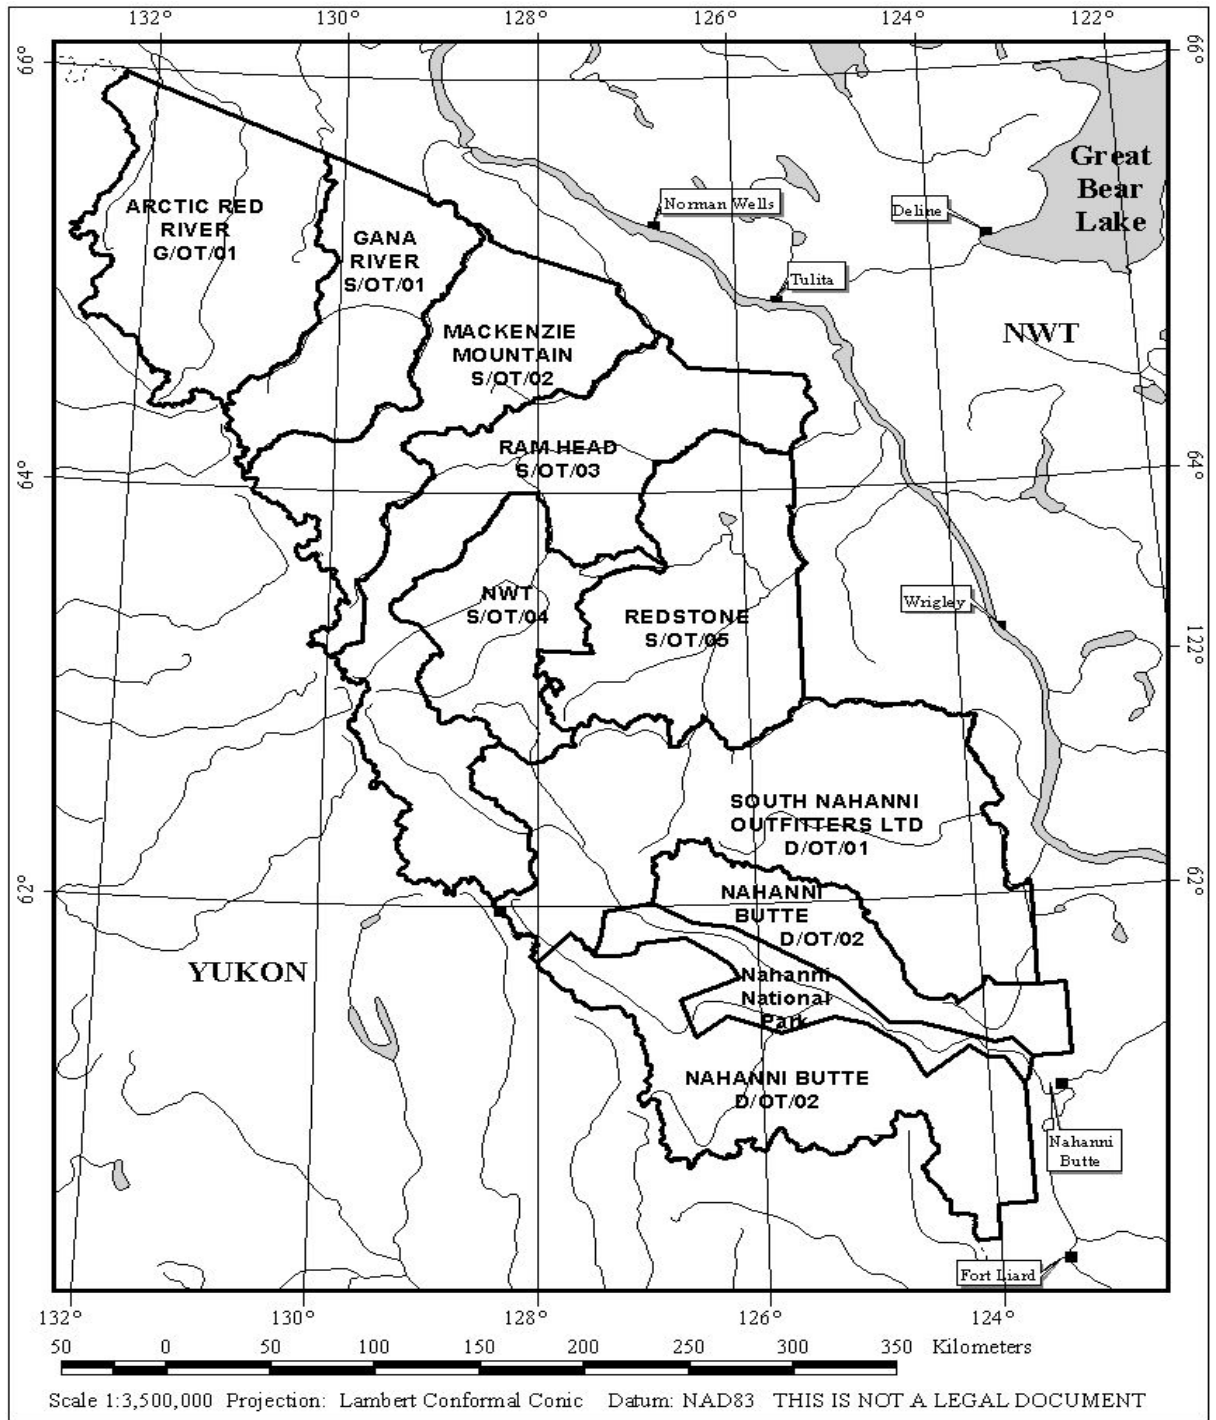 132°
130°
128°
126°
124°
122°
66°
66°
Great
Bear
Lake
Norman Wells
Deline
ARCTIC RED
RIVER
G/OT/01
GANA
RIVER
S/OT/01
Tulita
MACKENZIE
MOUNTAIN
S/OT/02
NWT
RAM HEAD
S/OT/03
64°
64°
NWT
S/OT/04
REDSTONE
S/OT/05
Wrigley
122°
SOUTH NAHANNI
OUTFITTERS LTD
D/OT/01
62°
62°
NAHANNI
BUTTE
D/OT/02
YUKON
Nahanni
National
Park
NAHANNI BUTTE
D/OT/02
Nahanni
Butte
Fort Liard
132°
130°
128°
126°
124°
50 0 50 100 150 200 250 300 350 Kilometers
Scale 1:3,500,000 Projection: Lambert Conformal Conic Datum: NAD83 THIS IS NOT A LEGAL DOCUMENT